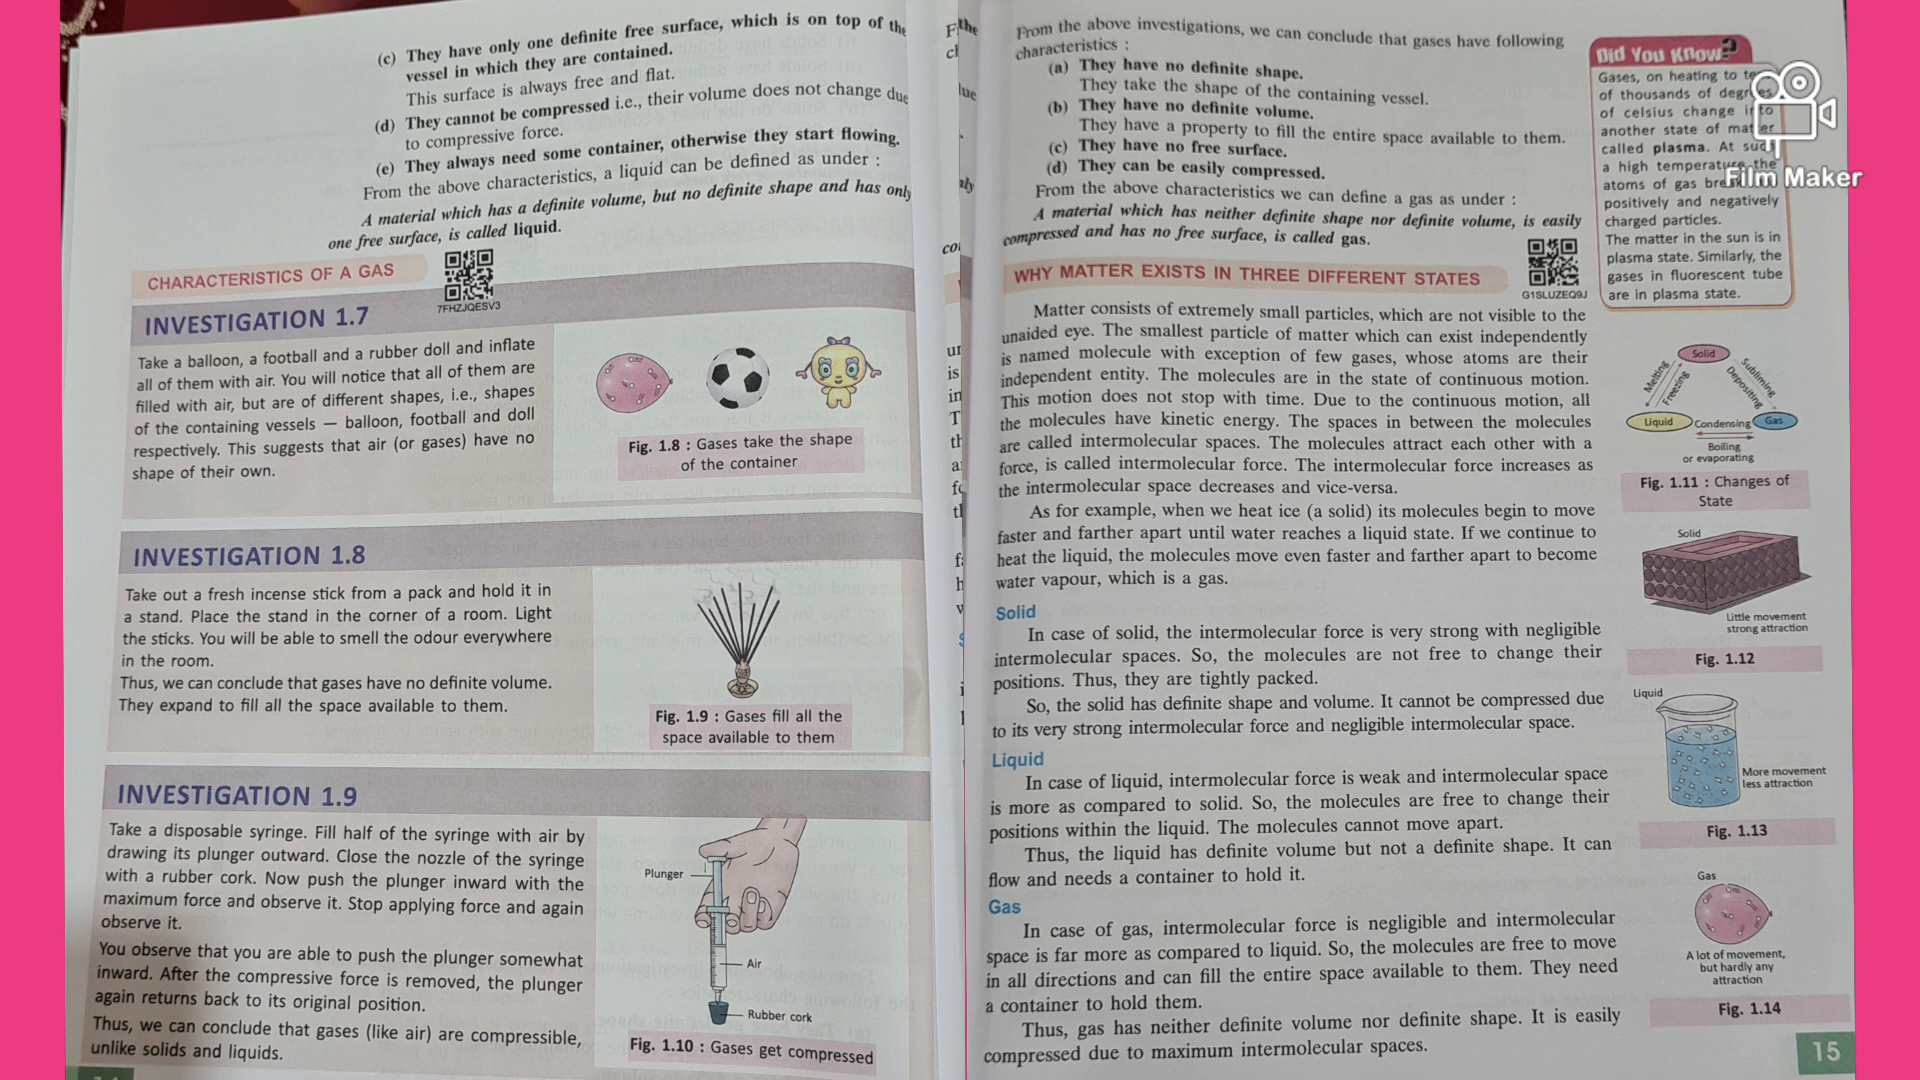 (c) They have only one definite free surface, which is on top of the
vessel in which they are contained.
This surface is always free and flat.
(d) They cannot be compressed i.e., their volume does not change due
to compressive force.
(e) They always need some container, otherwise they start flowing.
From the above characteristics, a liquid can be defined as under :
A material which has a definite volume, but no definite shape and has only
one free surface, is called liquid.
CHARACTERISTICS OF A GAS
7FHZJQESV3
INVESTIGATION 1.7
Take a balloon, a football and a rubber doll and inflate
all of them with air. You will notice that all of them are
filled with air, but are of different shapes, i.e., shapes
of the containing vessels — balloon, football and doll
respectively. This suggests that air (or gases) have no
shape of their own.
Fig. 1.8 : Gases take the shape
of the container
INVESTIGATION 1.8
Take out a fresh incense stick from a pack and hold it in
a stand. Place the stand in the corner of a room. Light
the sticks. You will be able to smell the odour everywhere
in the room.
Thus, we can conclude that gases have no definite volume.
They expand to fill all the space available to them.
Fig. 1.9 : Gases fill all the
space available to them
INVESTIGATION 1.9
Take a disposable syringe. Fill half of the syringe with air by
drawing its plunger outward. Close the nozzle of the syringe
with a rubber cork. Now push the plunger inward with the
maximum force and observe it. Stop applying force and again
observe it.
You observe that you are able to push the plunger somewhat
inward. After the compressive force is removed, the plunger
again returns back to its original position.
Thus, we can conclude that gases (like air) are compressible,
unlike solids and liquids.
Plunger
Air
Rubber cork
Fig. 1.10 : Gases get compressed
From the above investigations, we can conclude that gases have following
characteristics :
(a) They have no definite shape.
They take the shape of the containing vessel.
(b) They have no definite volume.
They have a property to fill the entire space available to them.
(c) They have no free surface.
(d) They can be easily compressed.
From the above characteristics we can define a gas as under :
A material which has neither definite shape nor definite volume, is easily
compressed and has no free surface, is called gas.
WHY MATTER EXISTS IN THREE DIFFERENT STATES
G1SLUZEQ9J
Matter consists of extremely small particles, which are not visible to the
unaided eye. The smallest particle of matter which can exist independently
is named molecule with exception of few gases, whose atoms are their
independent entity. The molecules are in the state of continuous motion.
This motion does not stop with time. Due to the continuous motion, all
the molecules have kinetic energy. The spaces in between the molecules
are called intermolecular spaces. The molecules attract each other with a
force, is called intermolecular force. The intermolecular force increases as
the intermolecular space decreases and vice-versa.
As for example, when we heat ice (a solid) its molecules begin to move
faster and farther apart until water reaches a liquid state. If we continue to
heat the liquid, the molecules move even faster and farther apart to become
water vapour, which is a gas.
Solid
In case of solid, the intermolecular force is very strong with negligible
intermolecular spaces. So, the molecules are not free to change their
positions. Thus, they are tightly packed.
So, the solid has definite shape and volume. It cannot be compressed due
to its very strong intermolecular force and negligible intermolecular space.
Liquid
In case of liquid, intermolecular force is weak and intermolecular space
is more as compared to solid. So, the molecules are free to change their
positions within the liquid. The molecules cannot move apart.
Thus, the liquid has definite volume but not a definite shape. It can
flow and needs a container to hold it.
Gas
In case of gas, intermolecular force is negligible and intermolecular
space is far more as compared to liquid. So, the molecules are free to move
in all directions and can fill the entire space available to them. They need
a container to hold them.
Thus, gas has neither definite volume nor definite shape. It is easily
compressed due to maximum intermolecular spaces.
Did You Know?
Gases, on heating to
of thousands of degrees
of celsius change into
another state of matter
called plasma. At such
a high temperature the
atoms of gas
positively and negatively
charged particles.
The matter in the sun is in
plasma state. Similarly, the
gases in fluorescent tube
are in plasma state.
Film Maker
Solid
Melting
Freezing
Subliming
Depositing
Liquid
Condensing
Gas
Boiling
or evaporating
Fig. 1.11 : Changes of
State
Solid
Little movement
strong attraction
Fig. 1.12
Liquid
More movement
less attraction
Fig. 1.13
Gas
A lot of movement,
but hardly any
attraction
Fig. 1.14
15